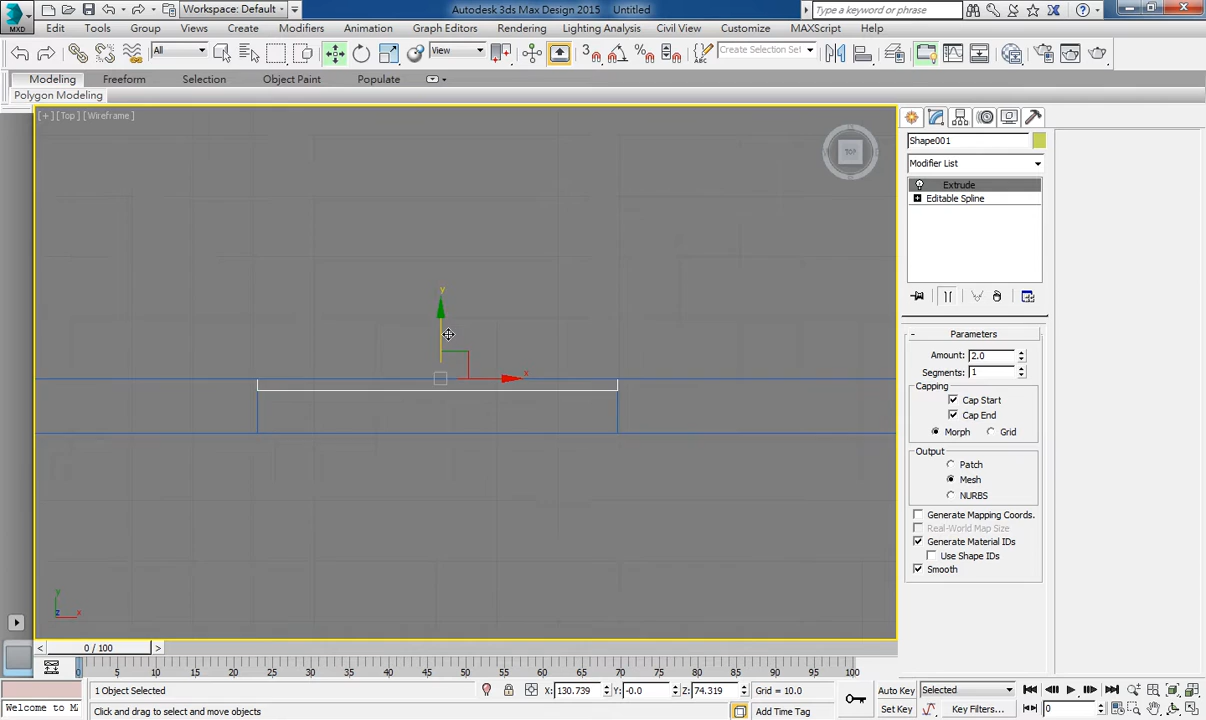 Workspace: Default
Autodesk 3ds Max Design 2015 Untitled
Type a keyword or phrase
MXD
Edit Tools Group Views Create Modifiers Animation Graph Editors Rendering Lighting Analysis Civil View Customize MAXScript Help
All
View
Create Selection Set
Modeling Freeform Selection Object Paint Populate
Polygon Modeling
[+] [Top] [Wireframe]
TOP
Shape001
Modifier List
Extrude
Editable Spline
Parameters
Amount: 2.0
Segments: 1
Capping
Cap Start
Cap End
Morph Grid
Output
Patch
Mesh
NURBS
Generate Mapping Coords.
Real-World Map Size
Generate Material IDs
Use Shape IDs
Smooth
y
x
y
z x
0 / 100
0 5 10 15 20 25 30 35 40 45 50 55 60 65 70 75 80 85 90 95 100
1 Object Selected
X: 130.739 Y: -0.0 Z: 74.319
Grid = 10.0
Auto Key Selected
Welcome to M
Click and drag to select and move objects
Add Time Tag
Set Key Key Filters... 0